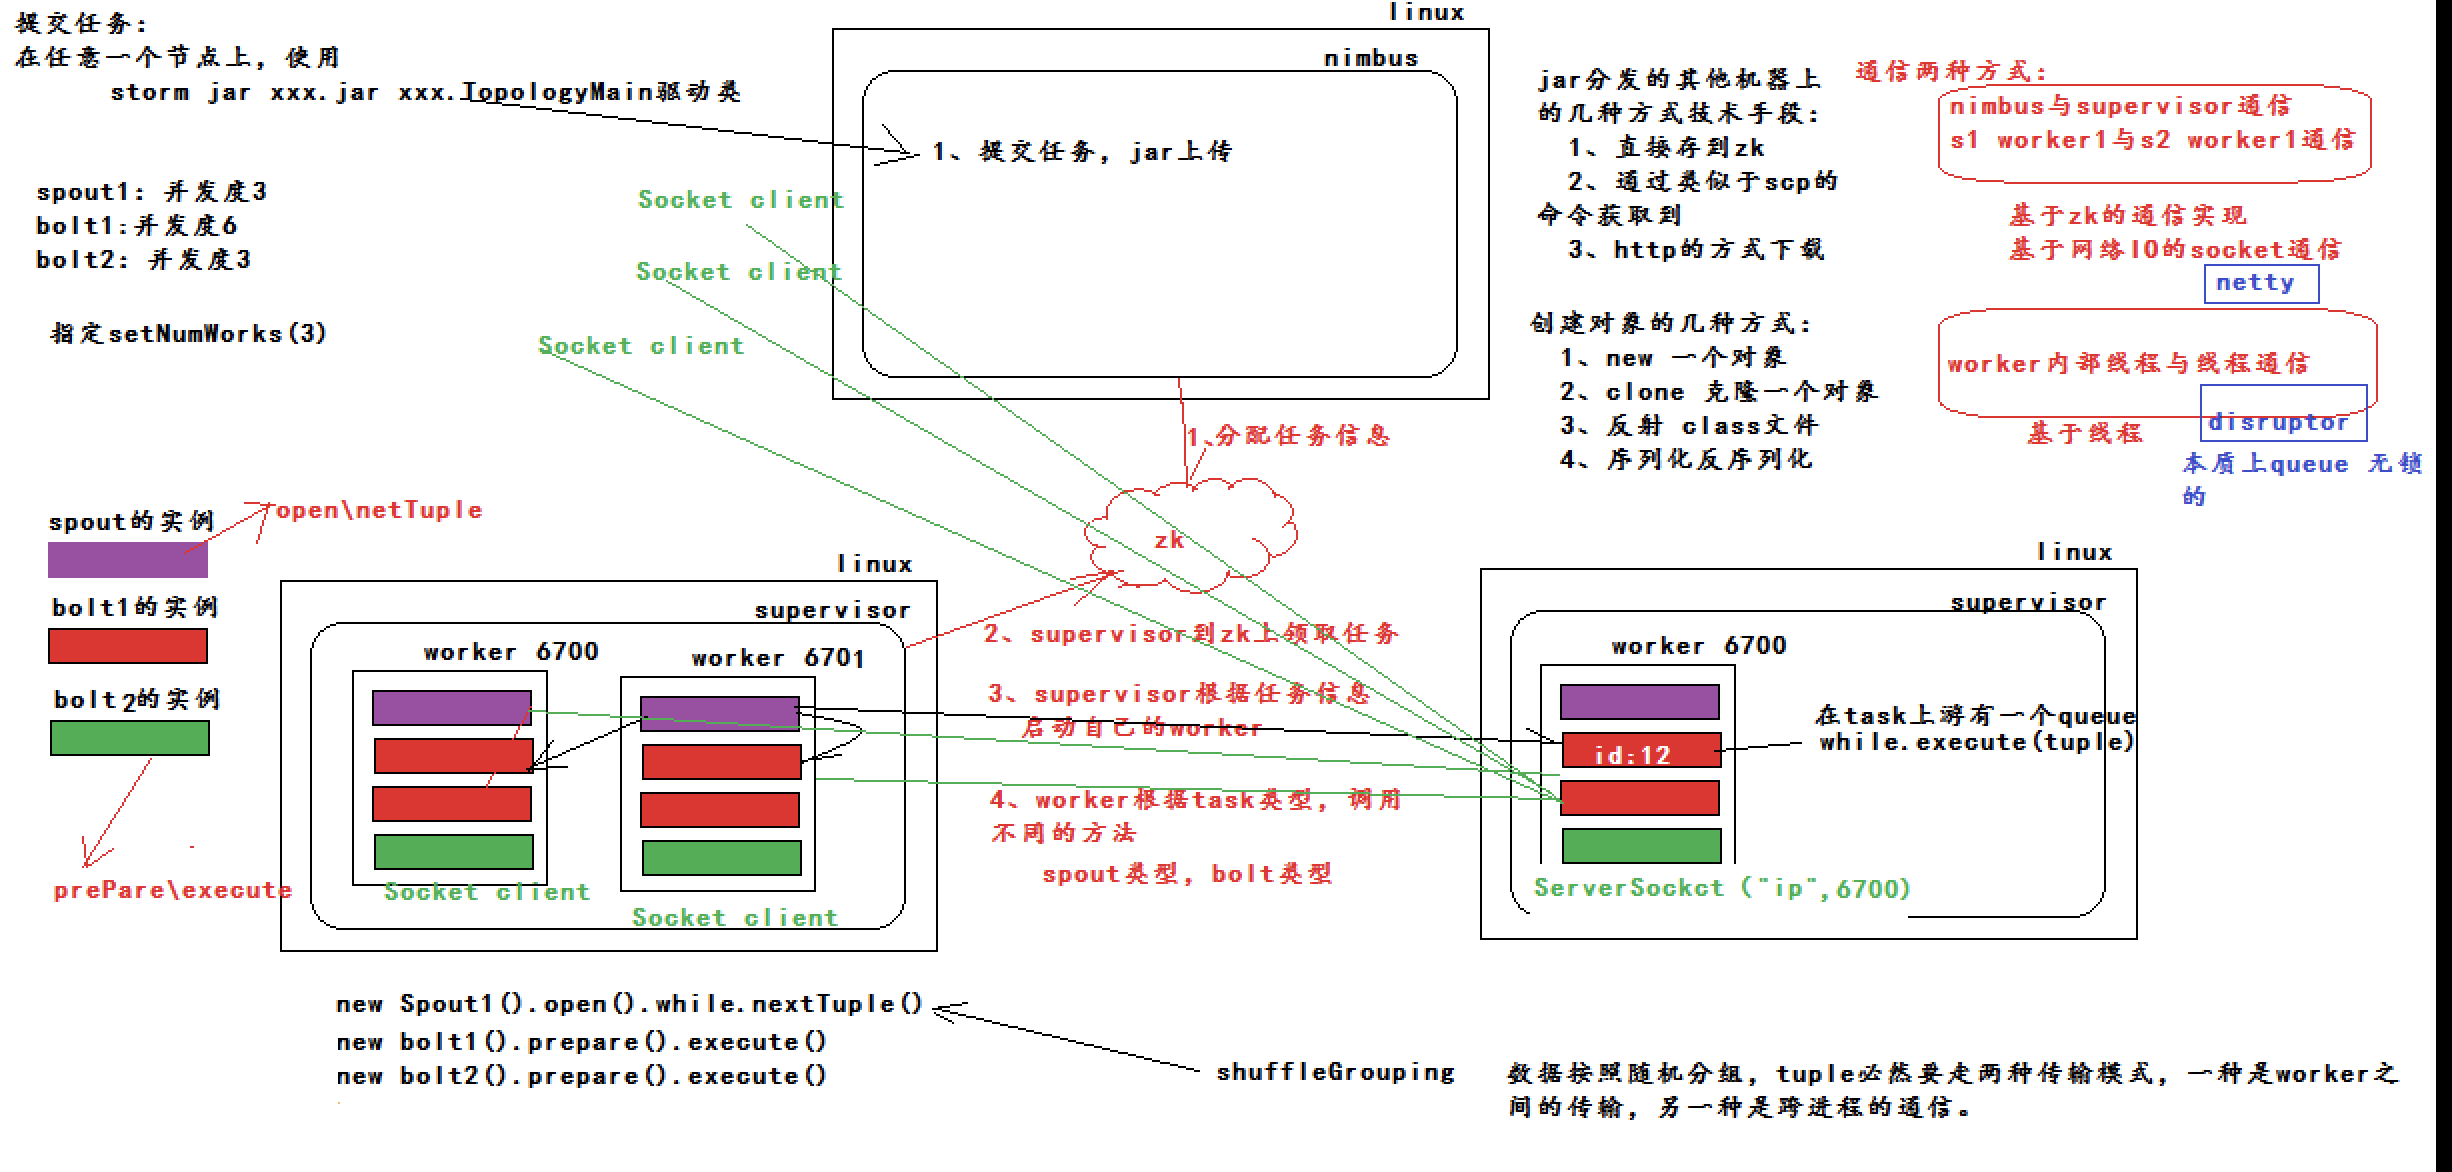 提交任务：
在任意一个节点上，使用
storm jar xxx.jar xxx.TopologyMain驱动类
spout1：并发度3
bolt1:并发度6
bolt2：并发度3
指定setNumWorks(3)
linux
nimbus
1、提交任务，jar上传
Socket client
Socket client
Socket client
jar分发的其他机器上
的几种方式技术手段：
1、直接存到zk
2、通过类似于scp的
命令获取到
3、http的方式下载
创建对象的几种方式：
1、new 一个对象
2、clone 克隆一个对象
3、反射 class文件
4、序列化反序列化
通信两种方式：
nimbus与supervisor通信
s1 worker1与s2 worker1通信
基于zk的通信实现
基于网络IO的socket通信
netty
worker内部线程与线程通信
disruptor
基于线程
本质上queue 无锁
的
1、分配任务信息
zk
spout的实例
open\netTuple
bolt1的实例
bolt2的实例
prePare\execute
linux
supervisor
worker 6700
worker 6701
Socket client
Socket client
2、supervisor到zk上领取任务
3、supervisor根据任务信息
启动自己的worker
4、worker根据task类型，调用
不同的方法
spout类型，bolt类型
linux
supervisor
worker 6700
id:12
在task上游有一个queue
while.execute(tuple)
ServerSockct ("ip",6700)
new Spout1().open().while.nextTuple()
new bolt1().prepare().execute()
new bolt2().prepare().execute()
shuffleGrouping
数据按照随机分组，tuple必然要走两种传输模式，一种是worker之
间的传输，另一种是跨进程的通信。